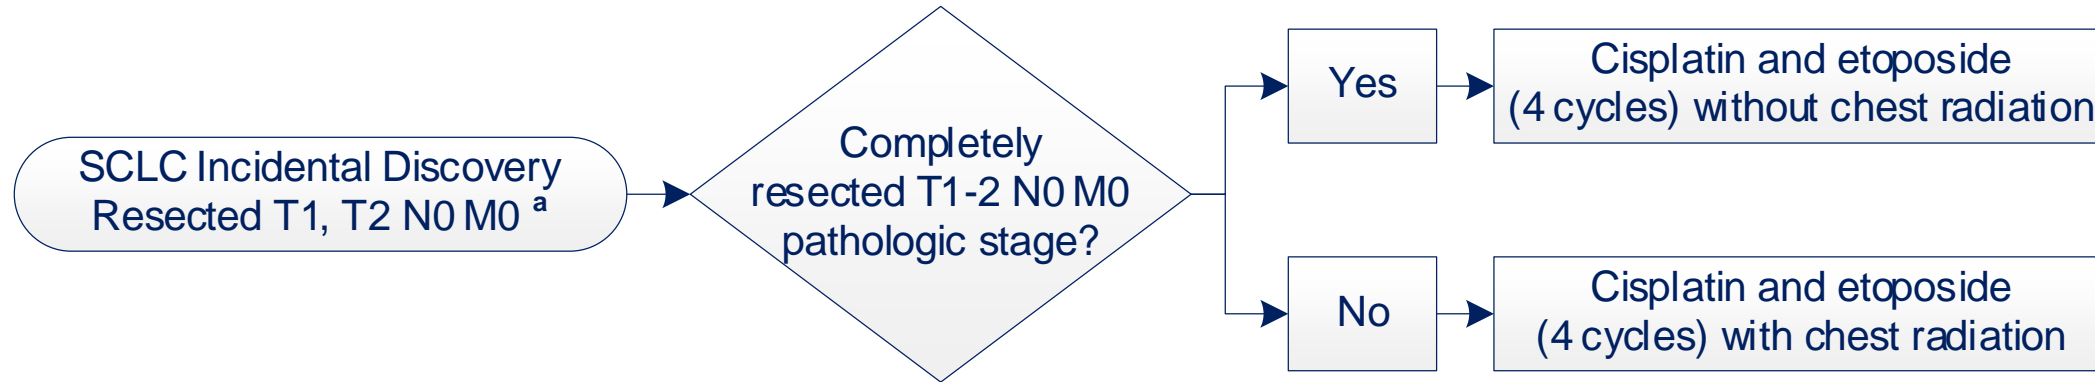 SCLC Incidental Discovery
Resected T1, T2 N0 M0 a
Completely
resected T1-2 N0 M0
pathologic stage?
Yes
Cisplatin and etoposide
(4 cycles) without chest radiation
No
Cisplatin and etoposide
(4 cycles) with chest radiation